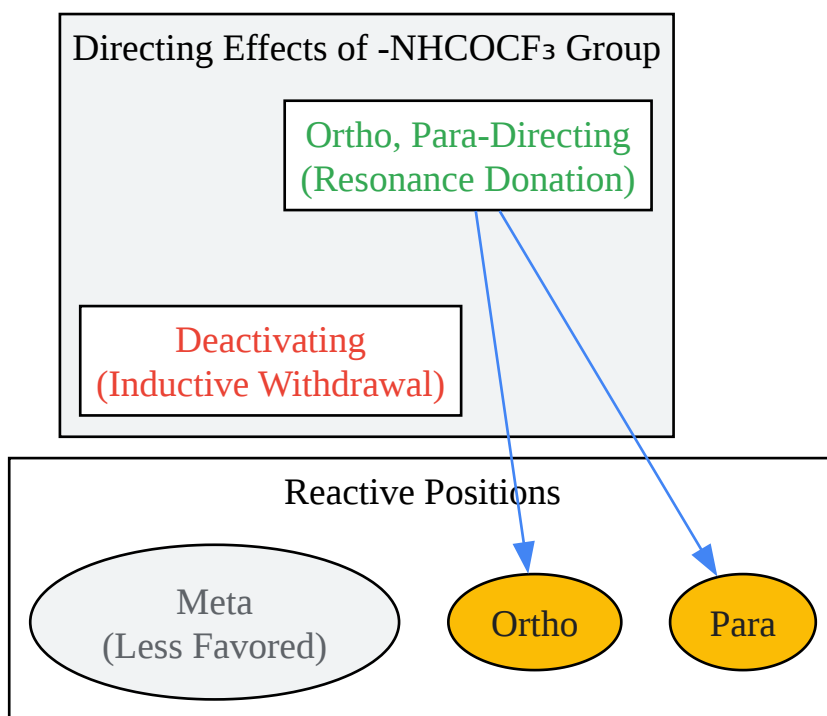 Directing Effects of -NHCOCF₃ Group
Ortho, Para-Directing
(Resonance Donation)
Deactivating
(Inductive Withdrawal)
Reactive Positions
Meta
(Less Favored)
Ortho
Para